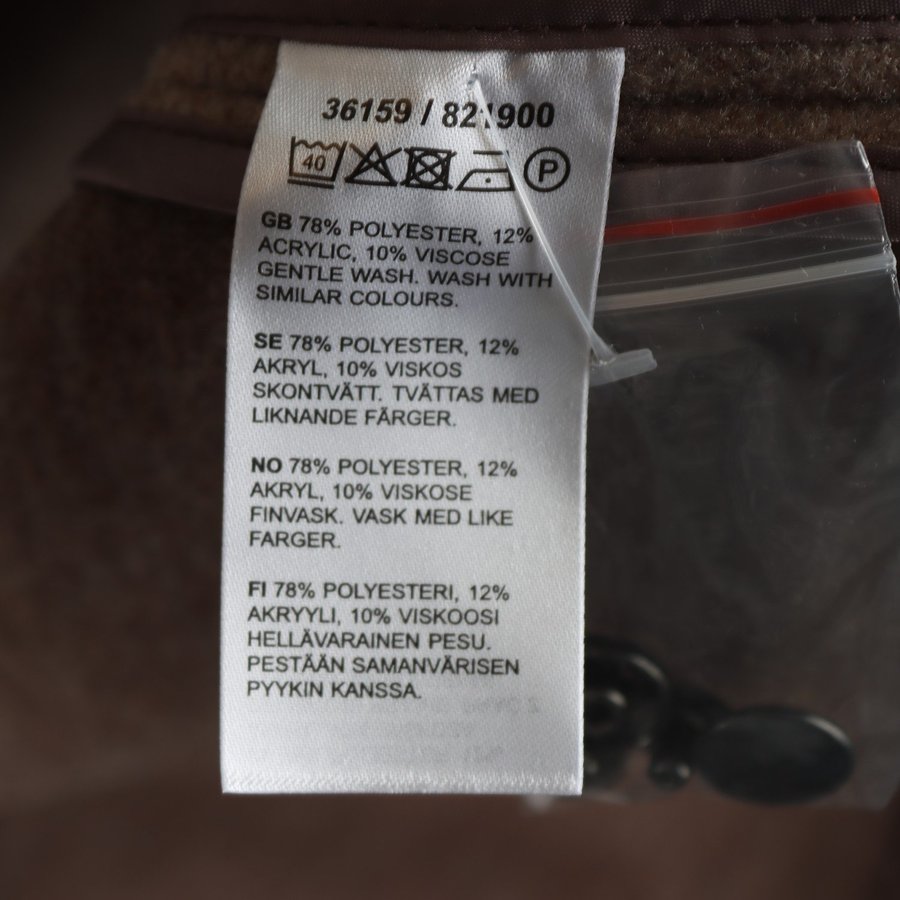 36159 / 821900
40 P
GB 78% POLYESTER, 12%
ACRYLIC, 10% VISCOSE
GENTLE WASH. WASH WITH
SIMILAR COLOURS.
SE 78% POLYESTER, 12%
AKRYL, 10% VISKOS
SKONTVÄTT. TVÄTTAS MED
LIKNANDE FÄRGER.
NO 78% POLYESTER, 12%
AKRYL, 10% VISKOSE
FINVASK. VASK MED LIKE
FARGER.
FI 78% POLYESTERI, 12%
AKRYYLI, 10% VISKOOSI
HELLÄVARAINEN PESU.
PESTÄÄN SAMANVÄRISEN
PYYKIN KANSSA.